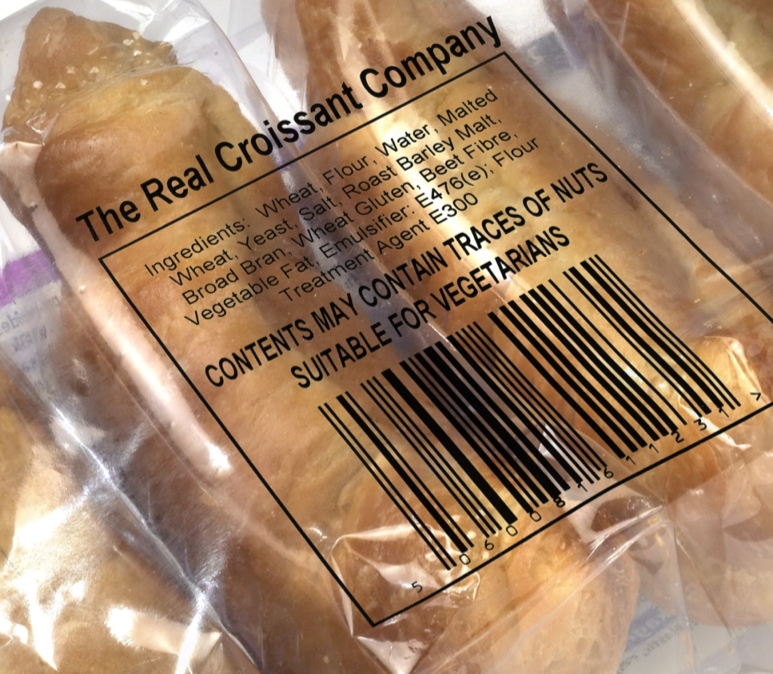 The Real Croissant Company
Ingredients: Wheat, Flour, Water, Malted
Wheat, Yeast, Salt, Roast Barley Malt,
Broad Bran, Wheat Gluten, Beet Fibre,
Vegetable Fat, Emulsifier: E476(e); Flour
Treatment Agent E300
CONTENTS MAY CONTAIN TRACES OF NUTS
SUITABLE FOR VEGETARIANS
5 060081 611231 >